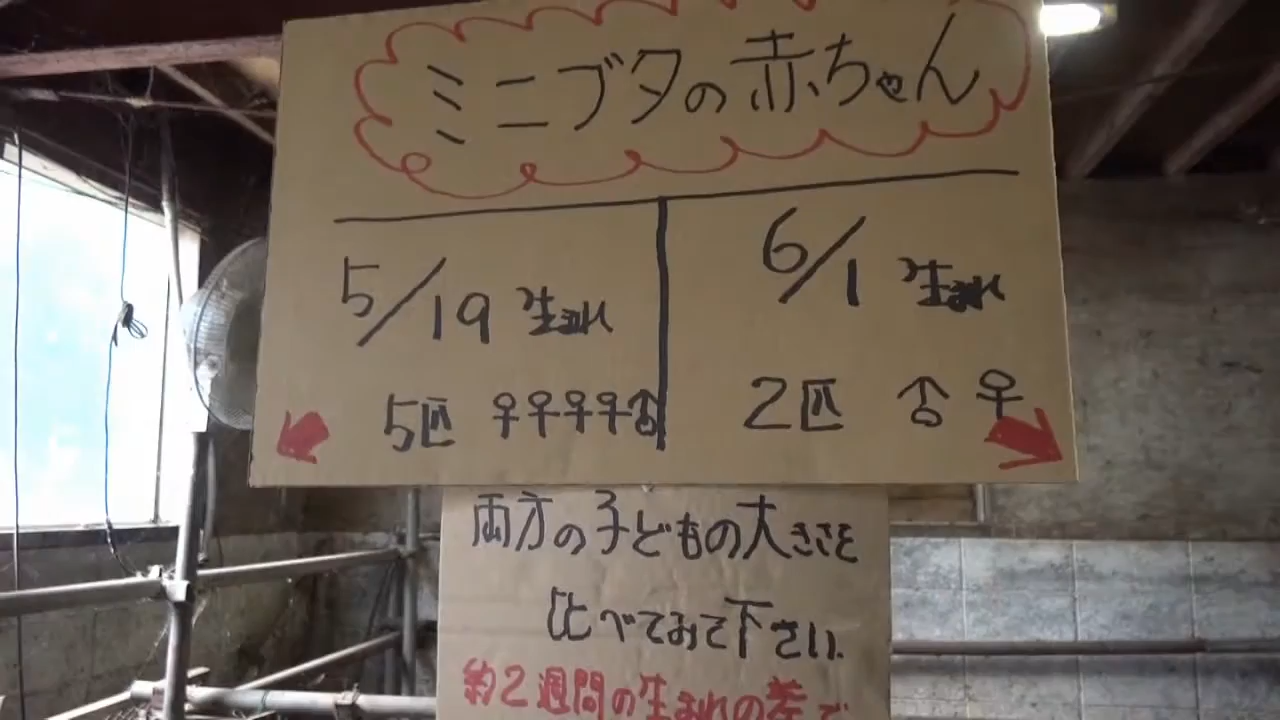 ミニブタの赤ちゃん
5/19 生まれ
5匹 ♀♀♀♀♂
6/1 生まれ
2匹 ♂ ♀
両方の子どもの大きさを
比べてみて下さい.
約2週間の生まれの差で